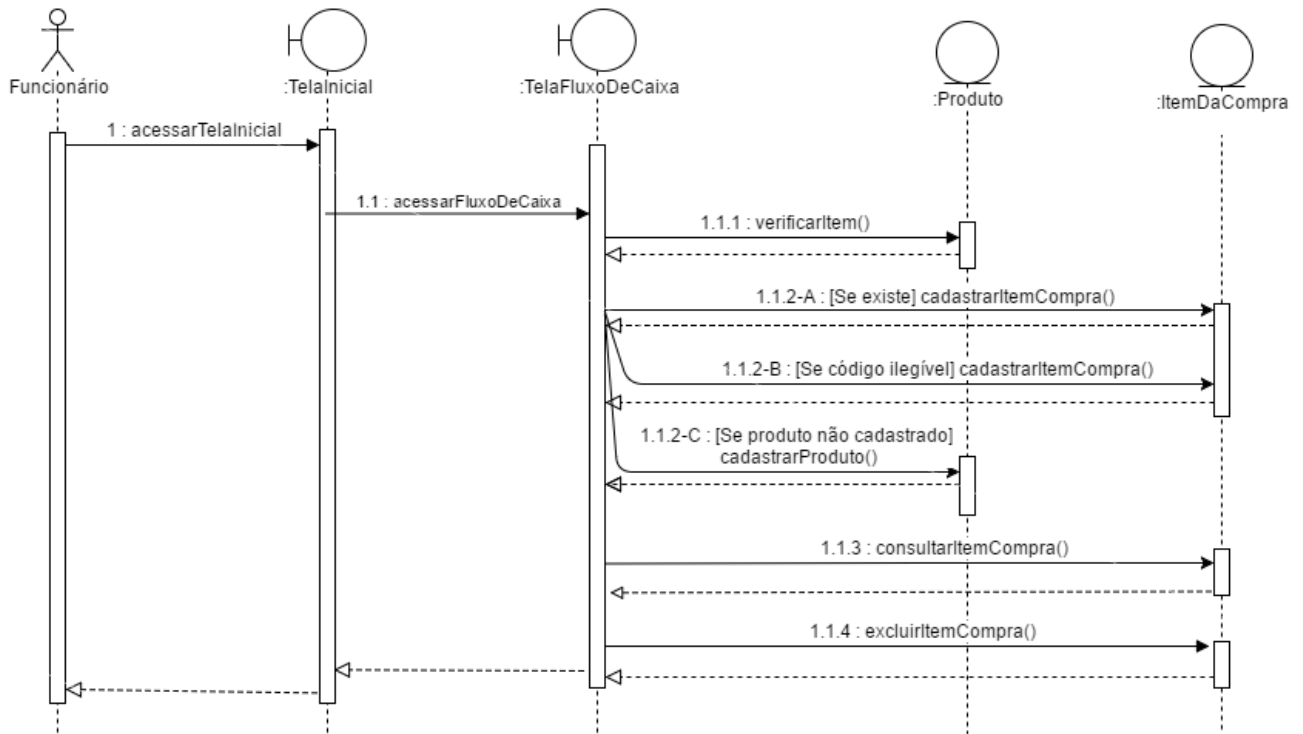 Funcionário
:TelaInicial
:TelaFluxoDeCaixa
:Produto
:ItemDaCompra
1 : acessarTelaInicial
1.1 : acessarFluxoDeCaixa
1.1.1 : verificarItem()
1.1.2-A : [Se existe] cadastrarItemCompra()
1.1.2-B : [Se código ilegível] cadastrarItemCompra()
1.1.2-C : [Se produto não cadastrado]
cadastrarProduto()
1.1.3 : consultarItemCompra()
1.1.4 : excluirItemCompra()